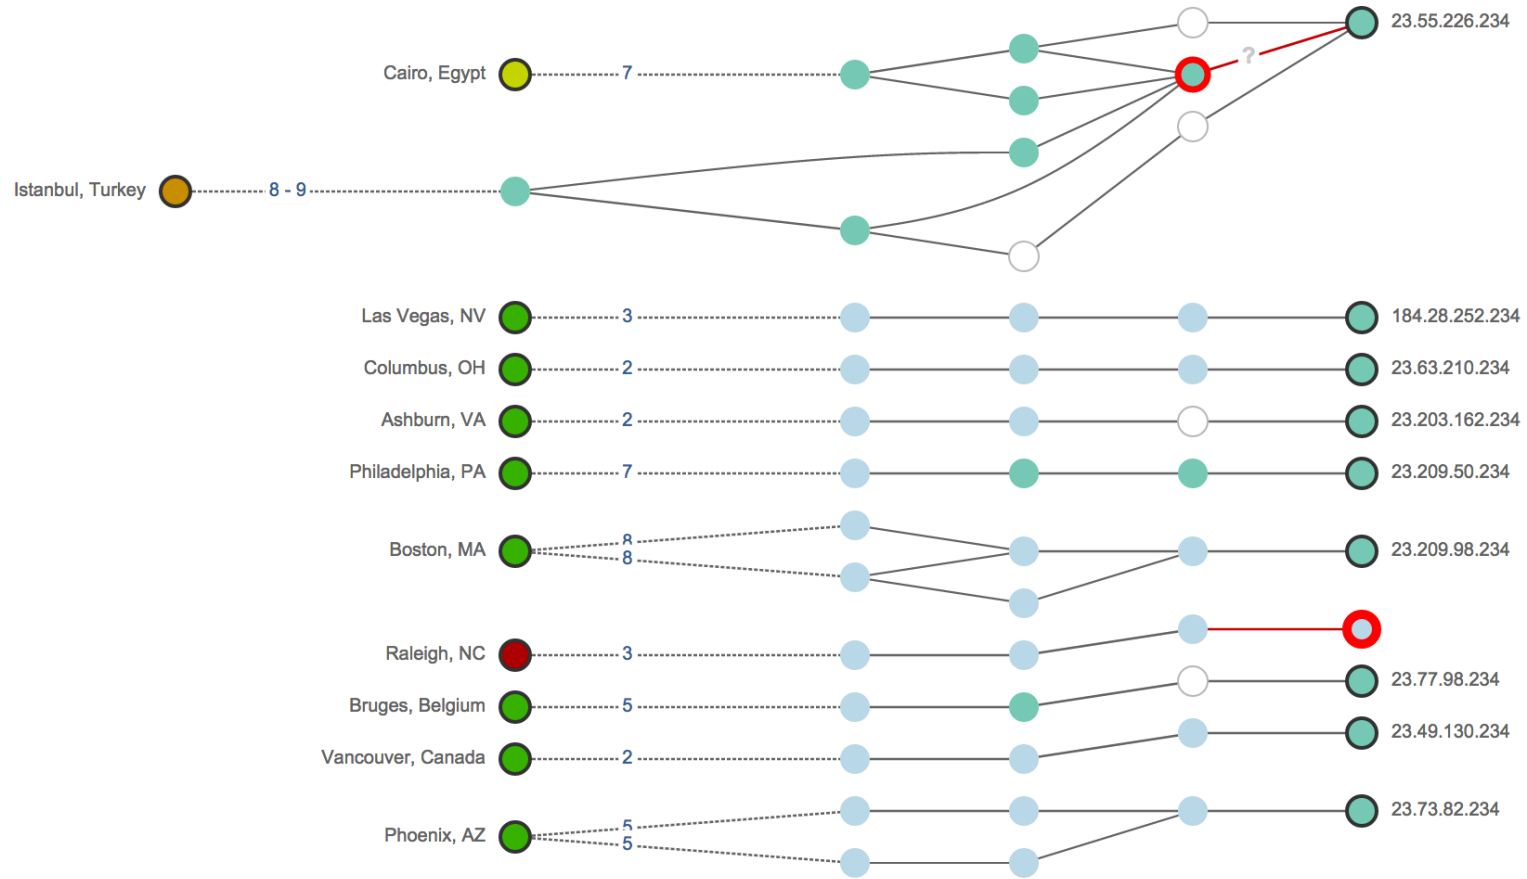 23.55.226.234
Cairo, Egypt 7
?
Istanbul, Turkey 8 - 9
Las Vegas, NV 3 184.28.252.234
Columbus, OH 2 23.63.210.234
Ashburn, VA 2 23.203.162.234
Philadelphia, PA 7 23.209.50.234
8
Boston, MA 23.209.98.234
8
Raleigh, NC 3
Bruges, Belgium 5 23.77.98.234
Vancouver, Canada 2 23.49.130.234
5 23.73.82.234
Phoenix, AZ
5